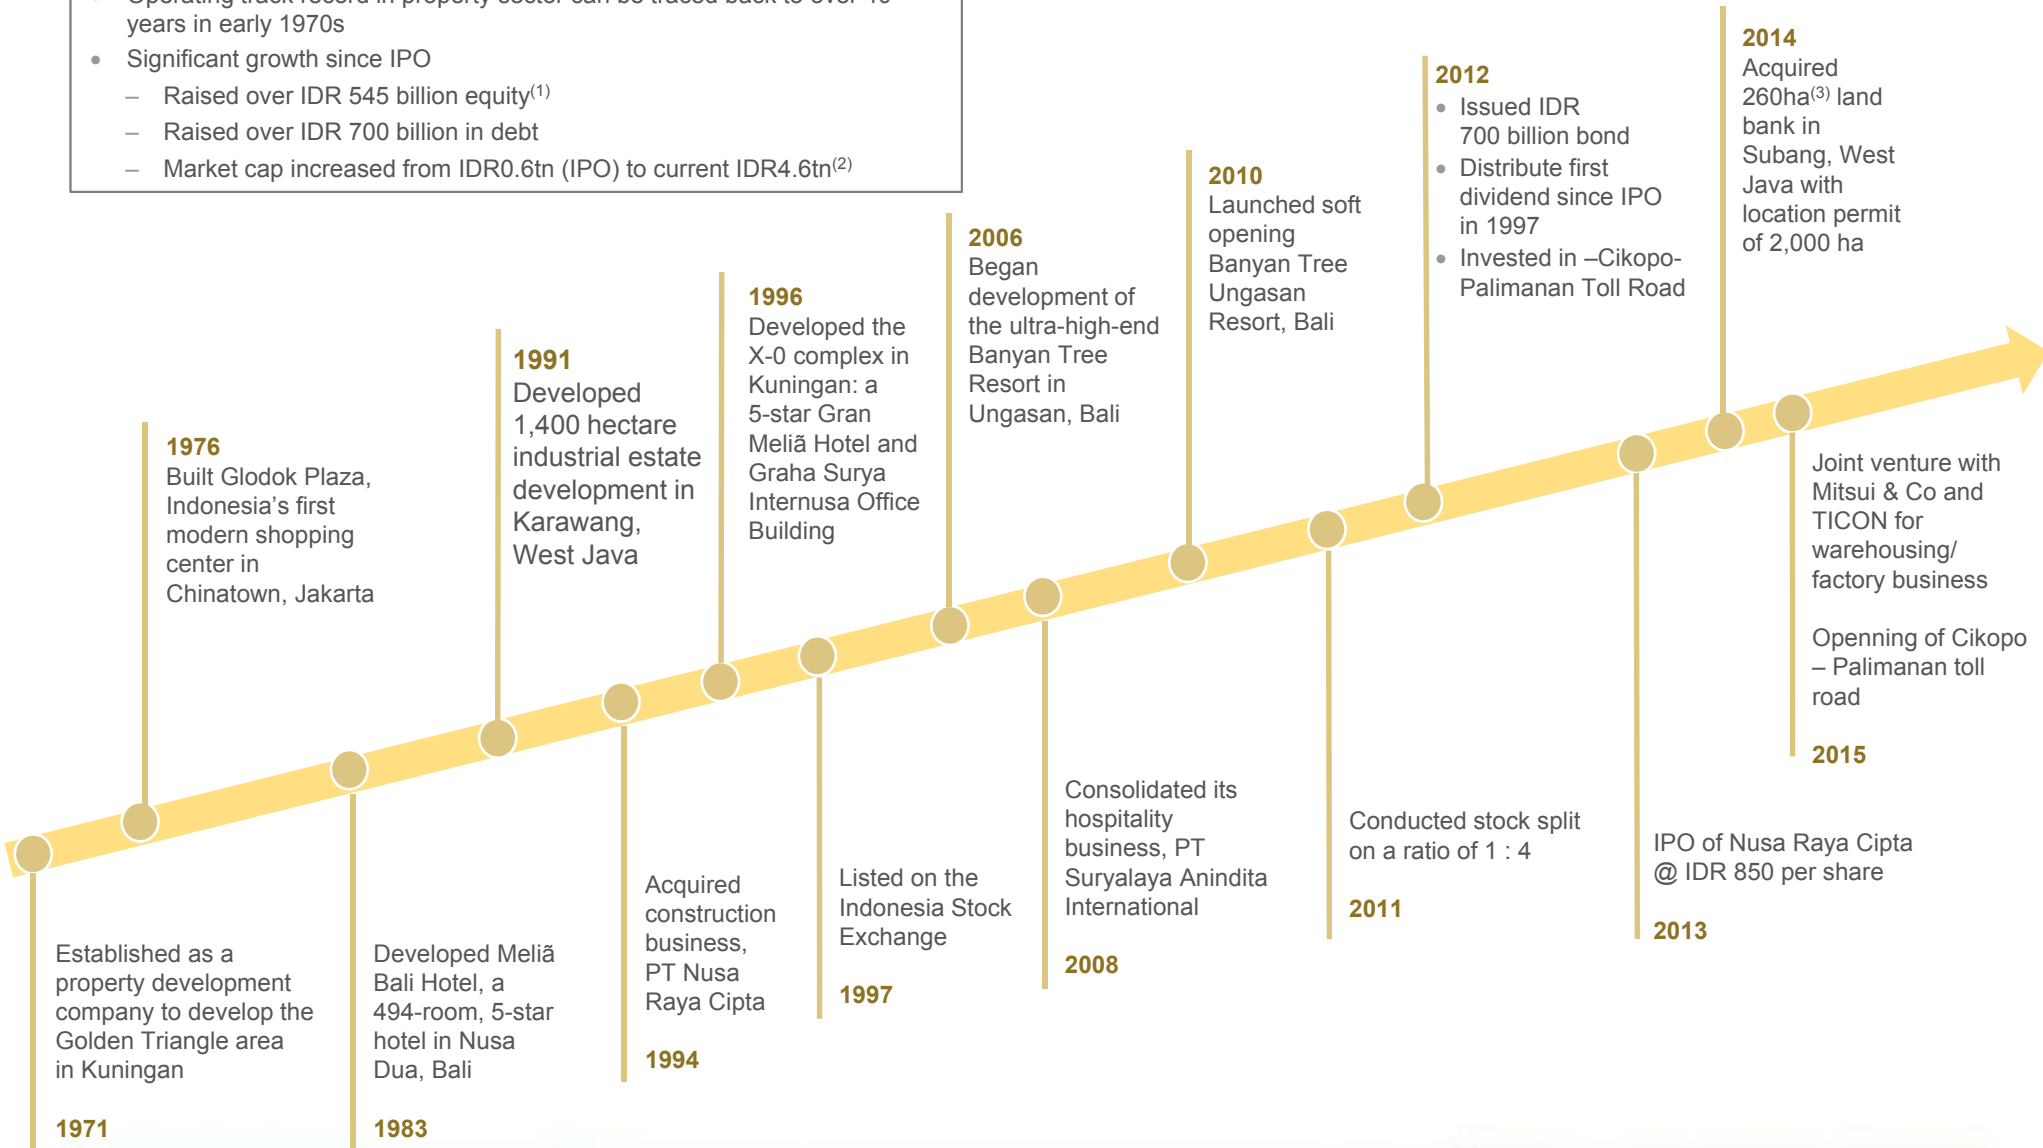 years in early 1970s
• Significant growth since IPO
– Raised over IDR 545 billion equity(1)
– Raised over IDR 700 billion in debt
– Market cap increased from IDR0.6tn (IPO) to current IDR4.6tn(2)
1976
Built Glodok Plaza,
Indonesia’s first
modern shopping
center in
Chinatown, Jakarta
1991
Developed
1,400 hectare
industrial estate
development in
Karawang,
West Java
1996
Developed the
X-0 complex in
Kuningan: a
5-star Gran
Meliã Hotel and
Graha Surya
Internusa Office
Building
2006
Began
development of
the ultra-high-end
Banyan Tree
Resort in
Ungasan, Bali
2010
Launched soft
opening
Banyan Tree
Ungasan
Resort, Bali
2012
• Issued IDR
700 billion bond
• Distribute first
dividend since IPO
in 1997
• Invested in –Cikopo-
Palimanan Toll Road
2014
Acquired
260ha(3) land
bank in
Subang, West
Java with
location permit
of 2,000 ha
Established as a
property development
company to develop the
Golden Triangle area
in Kuningan
1971
Developed Meliã
Bali Hotel, a
494-room, 5-star
hotel in Nusa
Dua, Bali
1983
Acquired
construction
business,
PT Nusa
Raya Cipta
1994
Listed on the
Indonesia Stock
Exchange
1997
Consolidated its
hospitality
business, PT
Suryalaya Anindita
International
2008
Conducted stock split
on a ratio of 1 : 4
2011
IPO of Nusa Raya Cipta
@ IDR 850 per share
2013
Joint venture with
Mitsui & Co and
TICON for
warehousing/
factory business
Openning of Cikopo
– Palimanan toll
road
2015